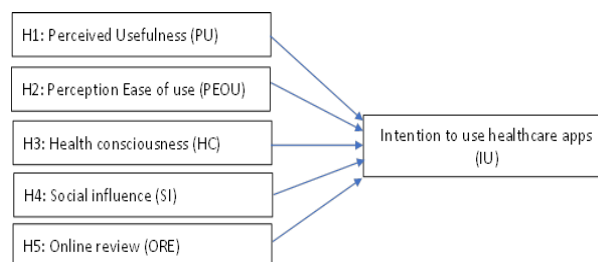 H1: Perceived Usefulness (PU)
H2: Perception Ease of use (PEOU)
H3: Health consciousness (HC)
H4: Social influence (SI)
H5: Online review (ORE)
Intention to use healthcare apps
(IU)